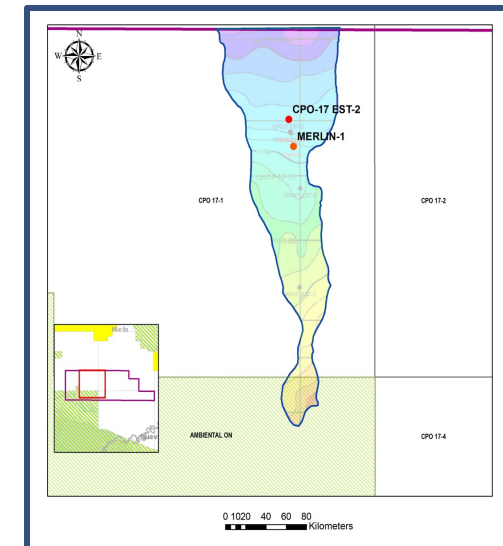 N
W E
S
CPO-17 EST-2
MERLIN-1
CPO 17-1
CPO 17-2
Meta
AMBIENTAL ON
CPO 17-4
0 1020 40 60 80
Kilometers